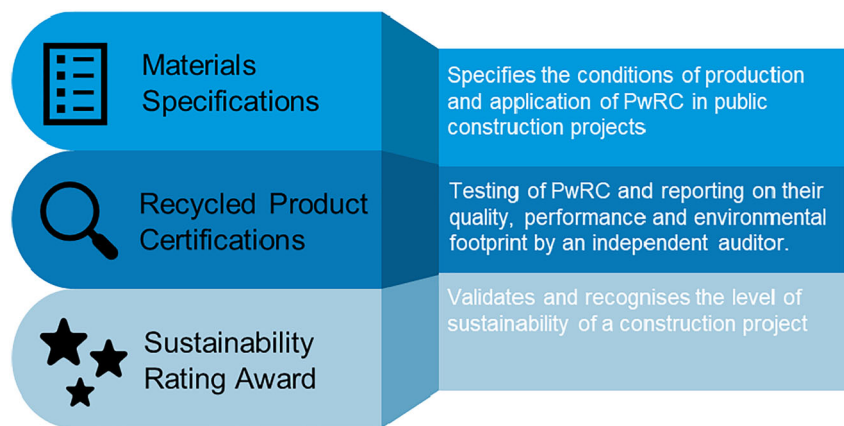 Materials
Specifications
Specifies the conditions of production
and application of PwRC in public
construction projects
Recycled Product
Certifications
Testing of PwRC and reporting on their
quality, performance and environmental
footprint by an independent auditor.
Sustainability
Rating Award
Validates and recognises the level of
sustainability of a construction project